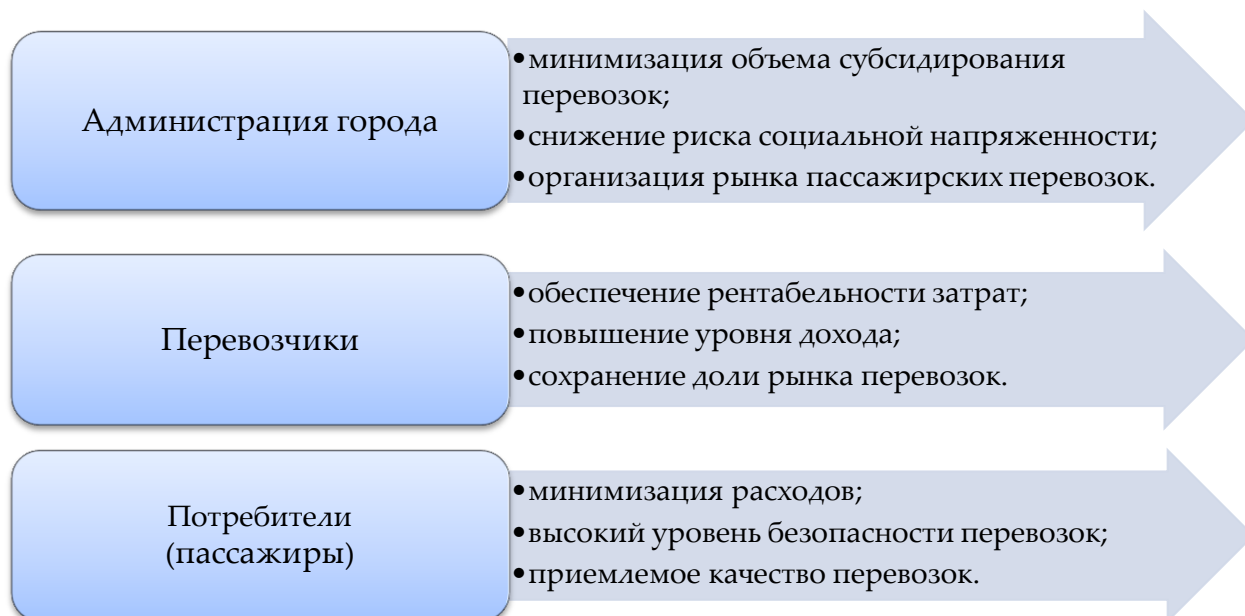 Администрация города
•минимизация объема субсидирования
перевозок;
•снижение риска социальной напряженности;
•организация рынка пассажирских перевозок.
Перевозчики
•обеспечение рентабельности затрат;
•повышение уровня дохода;
•сохранение доли рынка перевозок.
Потребители
(пассажиры)
•минимизация расходов;
•высокий уровень безопасности перевозок;
•приемлемое качество перевозок.